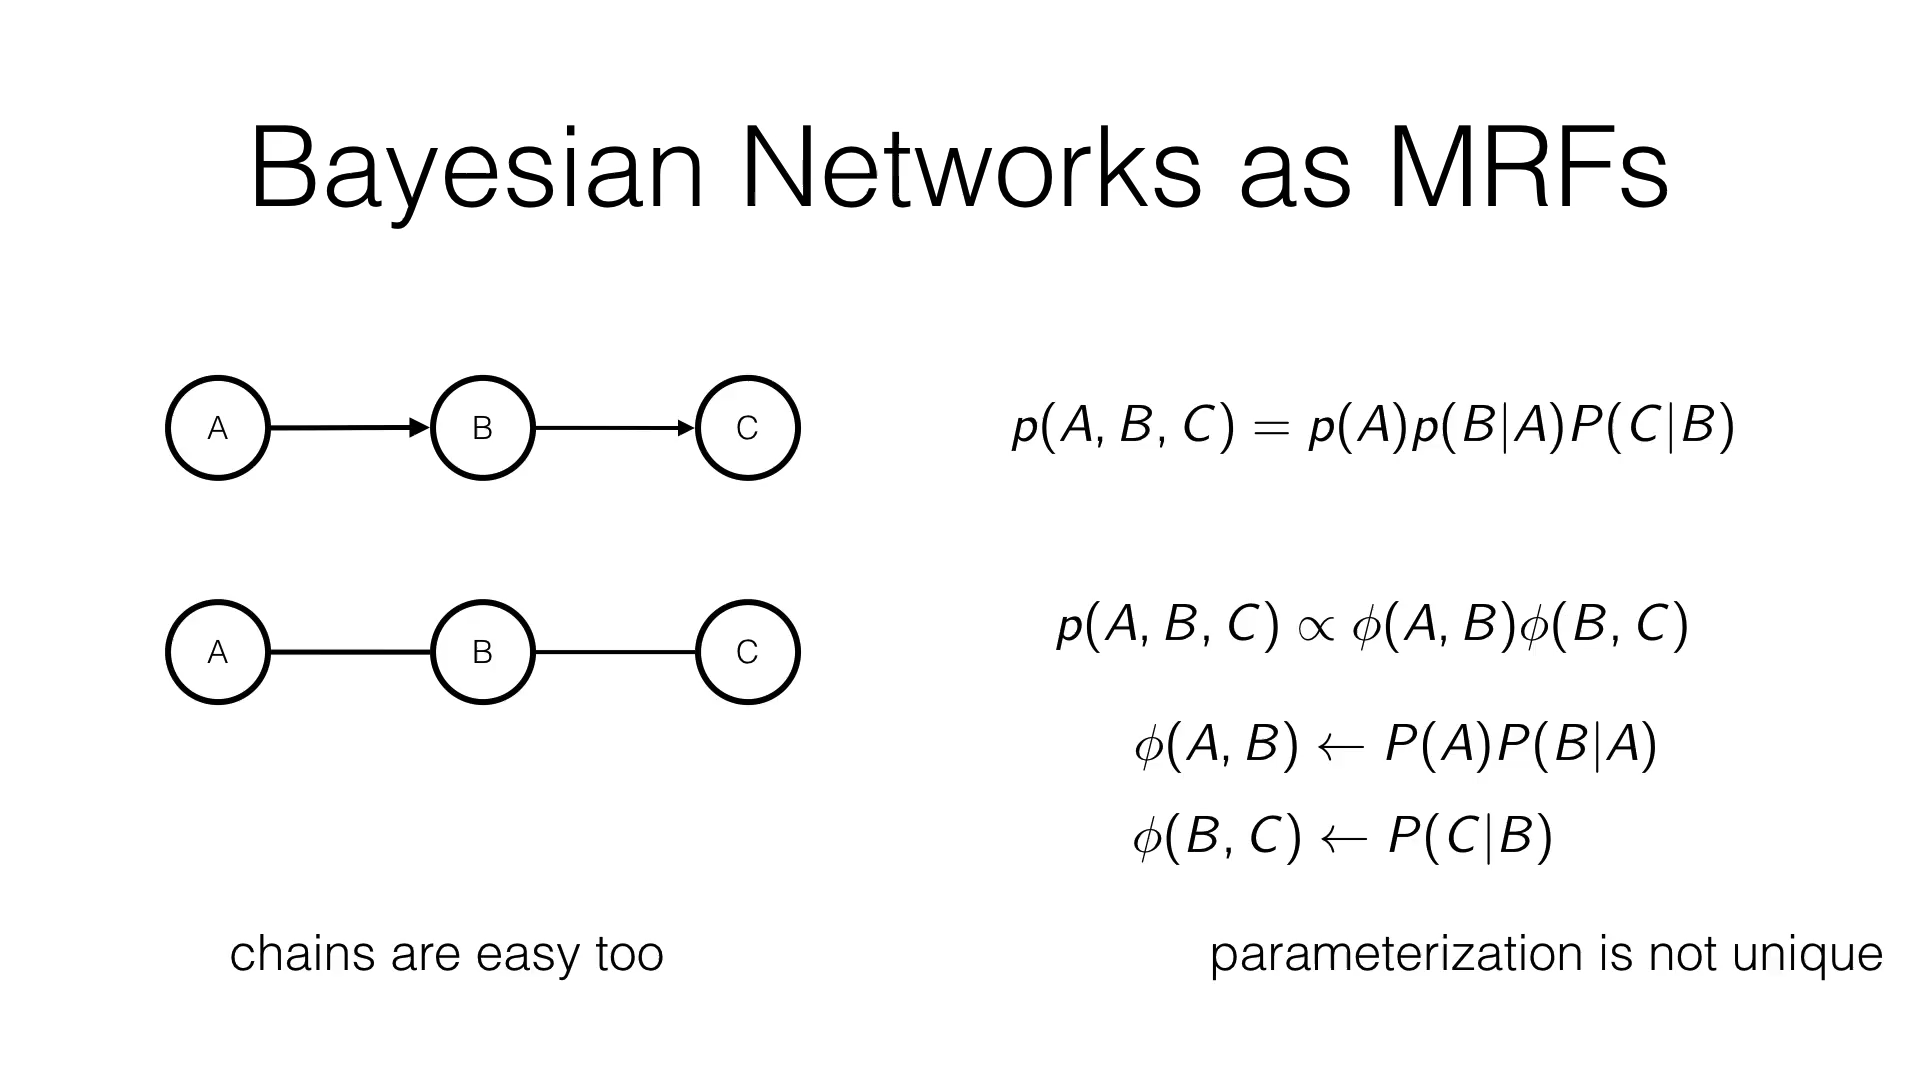 Bayesian Networks as MRFs
A B C
p(A, B, C) = p(A)p(B|A)P(C|B)
A B C
p(A, B, C) ∝ ϕ(A, B)ϕ(B, C)
ϕ(A, B) ← P(A)P(B|A)
ϕ(B, C) ← P(C|B)
chains are easy too
parameterization is not unique